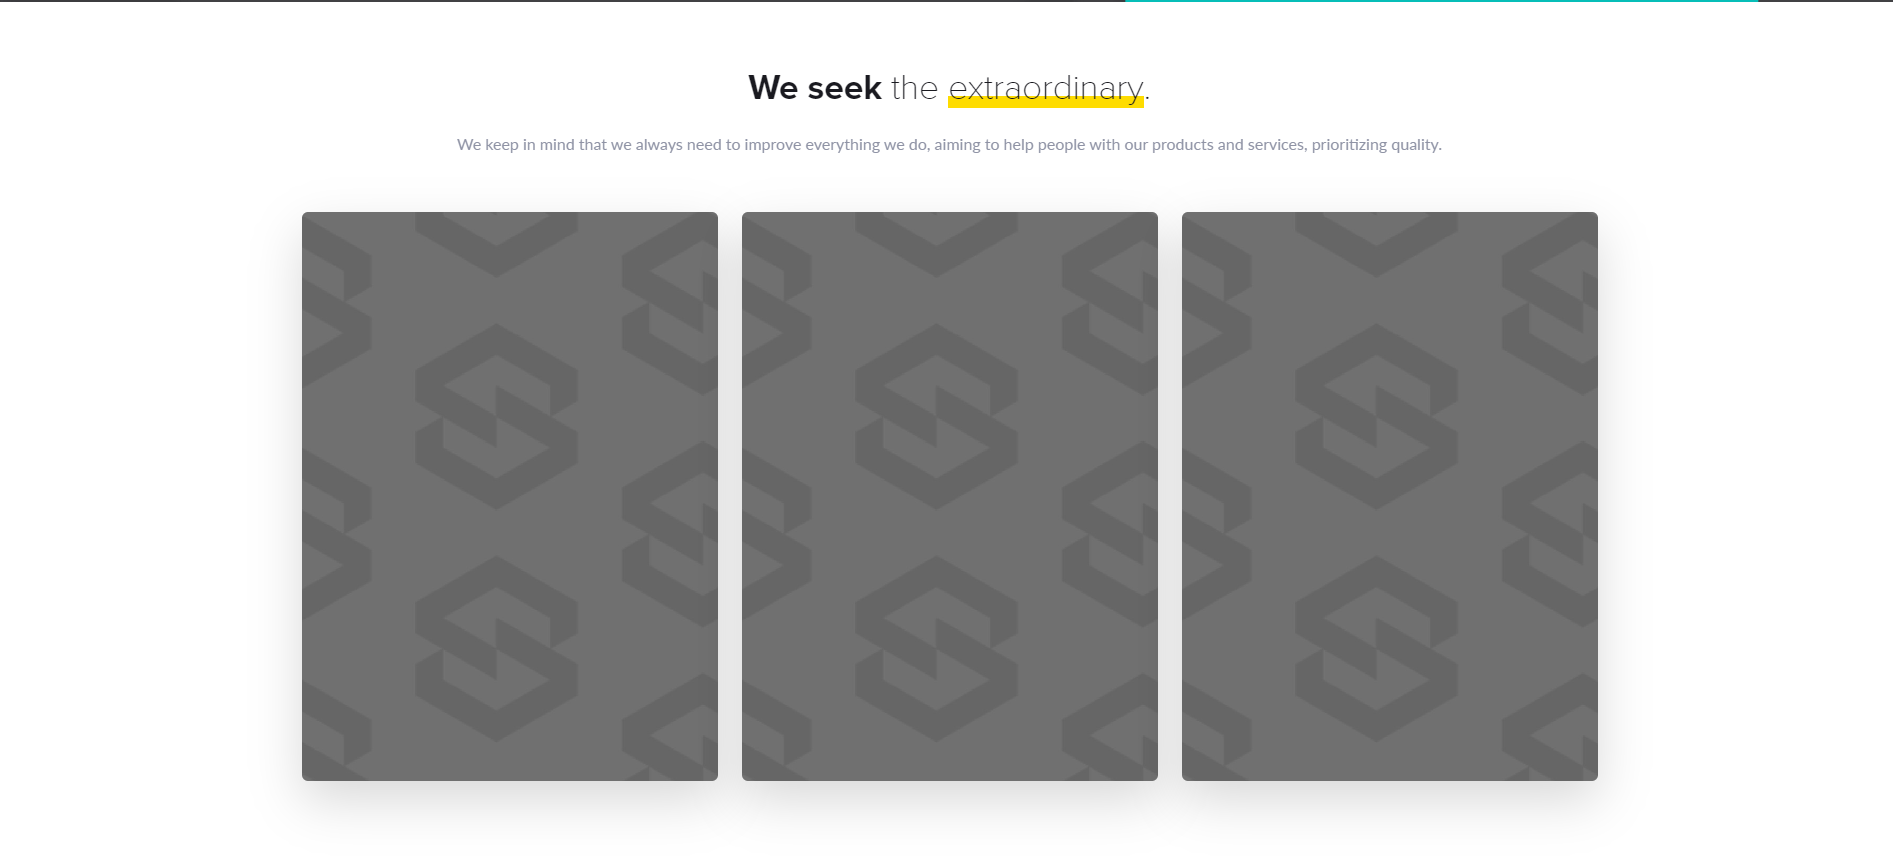 We seek the extraordinary.
We keep in mind that we always need to improve everything we do, aiming to help people with our products and services, prioritizing quality.